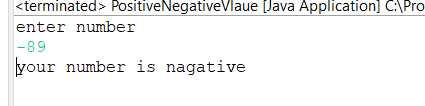 <terminated> PositiveNegativeVlaue [Java Application] C:\Pro
enter number
-89
your number is nagative